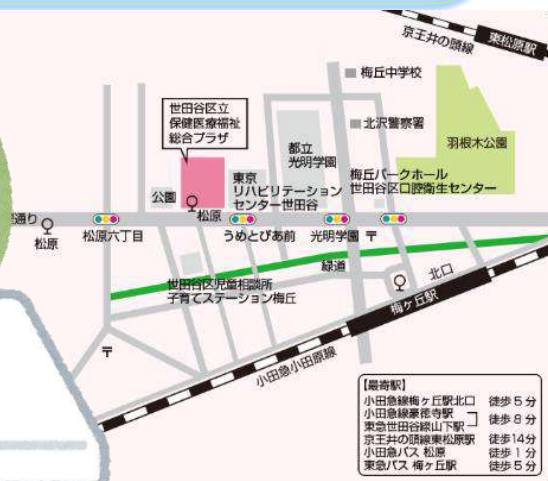 京王井の頭線
東松原駅
梅丘中学校
世田谷区立
保健医療福祉
総合プラザ
北沢警察署
都立
光明学園
羽根木公園
東京
リハビリテーション
センター世田谷
梅丘パークホール
世田谷区口腔衛生センター
公園
松原
通り
松原
松原六丁目
うめとぴあ前
光明学園
〒
緑道
北口
世田谷区児童相談所
子育てステーション梅丘
梅ヶ丘駅
〒
小田急小田原線
【最寄駅】
小田急線梅ヶ丘駅北口 徒歩5分
小田急線豪徳寺駅
東急世田谷線山下駅 徒歩8分
京王井の頭線東松原駅 徒歩14分
小田急バス 松原 徒歩1分
東急バス 梅ヶ丘駅 徒歩5分